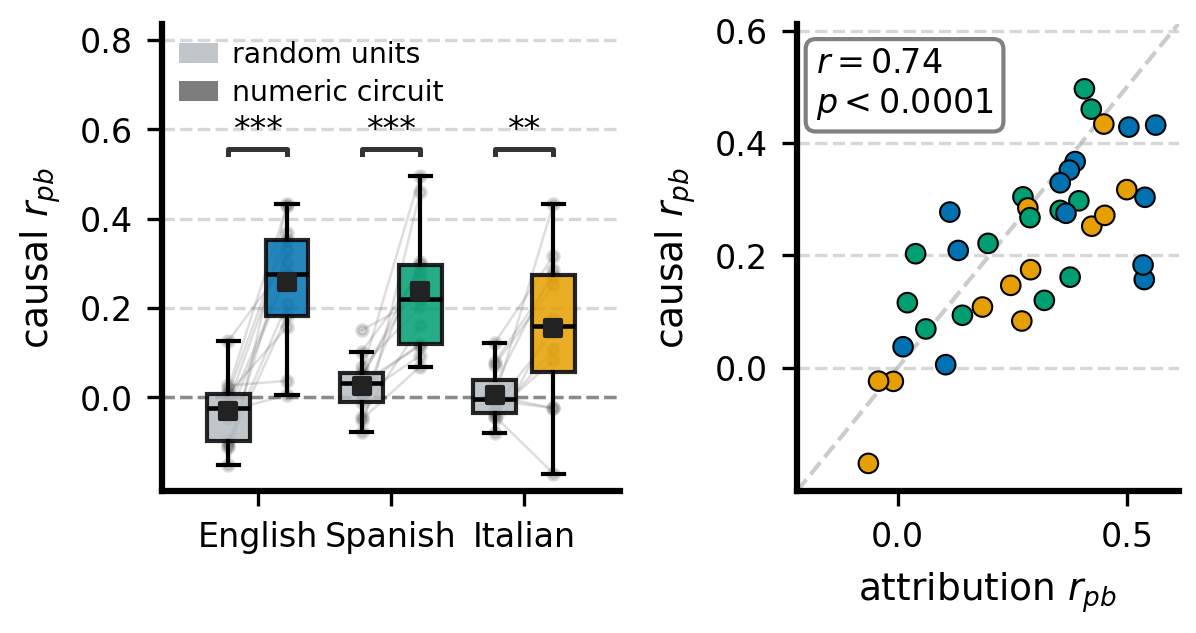 0.8
0.6
0.4
0.2
0.0
causal r_pb
random units
numeric circuit
***
***
**
English
Spanish
Italian
0.6
0.4
0.2
0.0
causal r_pb
r = 0.74
p < 0.0001
0.0
0.5
attribution r_pb